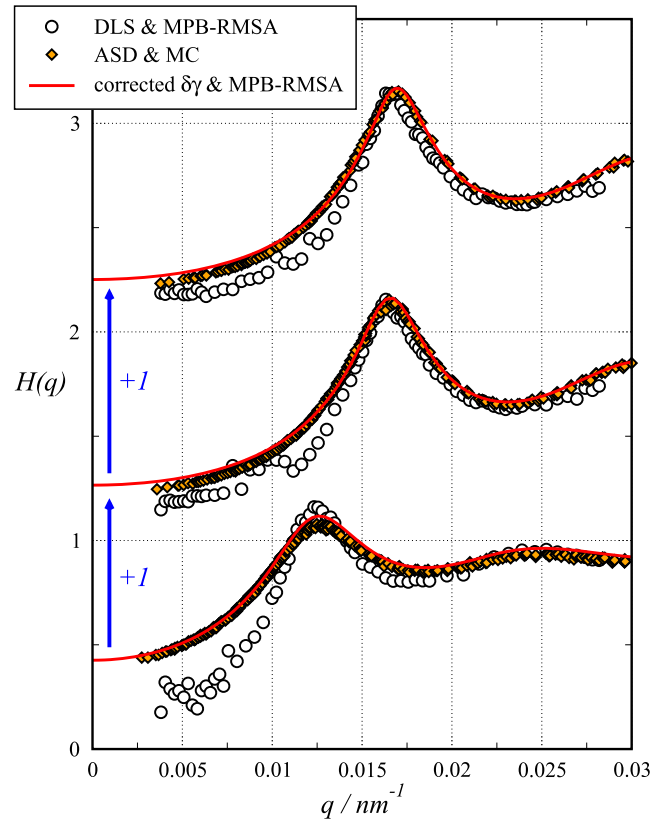 DLS & MPB-RMSA
ASD & MC
corrected δγ & MPB-RMSA
3
2
H(q)
+1
+1
1
0
0 0.005 0.01 0.015 0.02 0.025 0.03
q / nm⁻¹